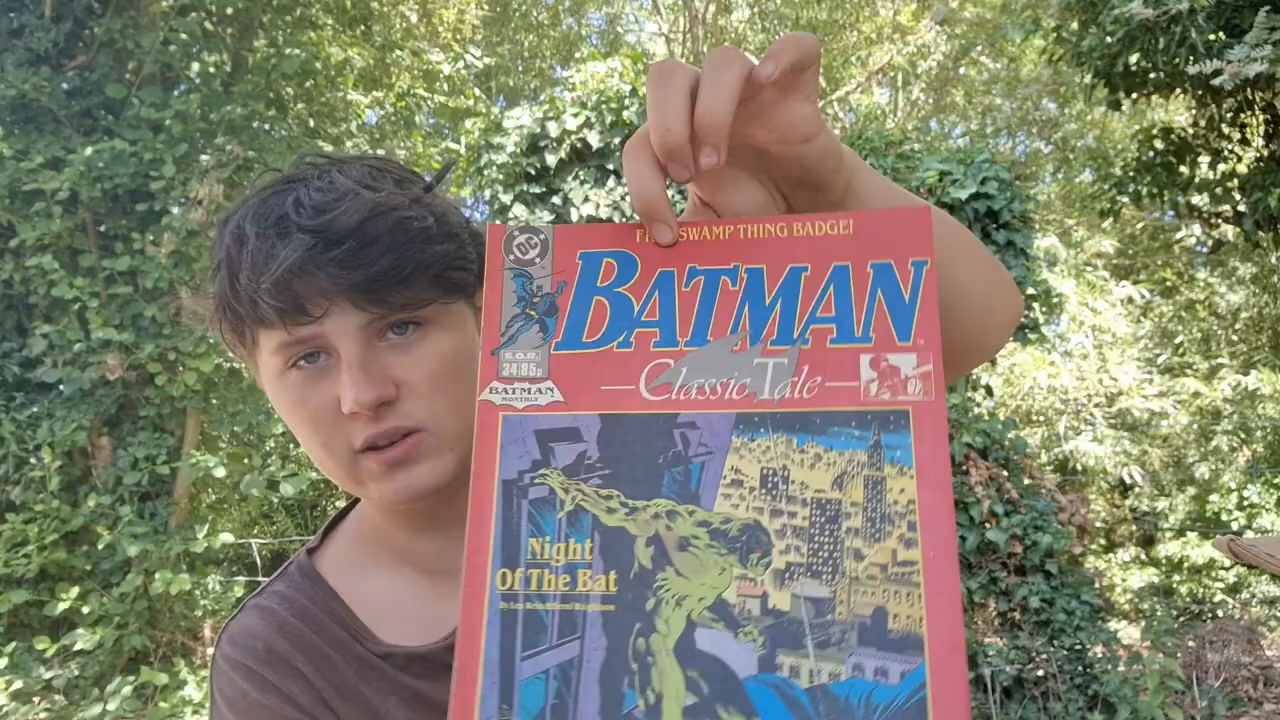 SWAMP THING BADGE!
DC
BATMAN
S.O.R.
34 85p
BATMAN
MONTHLY
Classic Tale
Night
Of The Bat